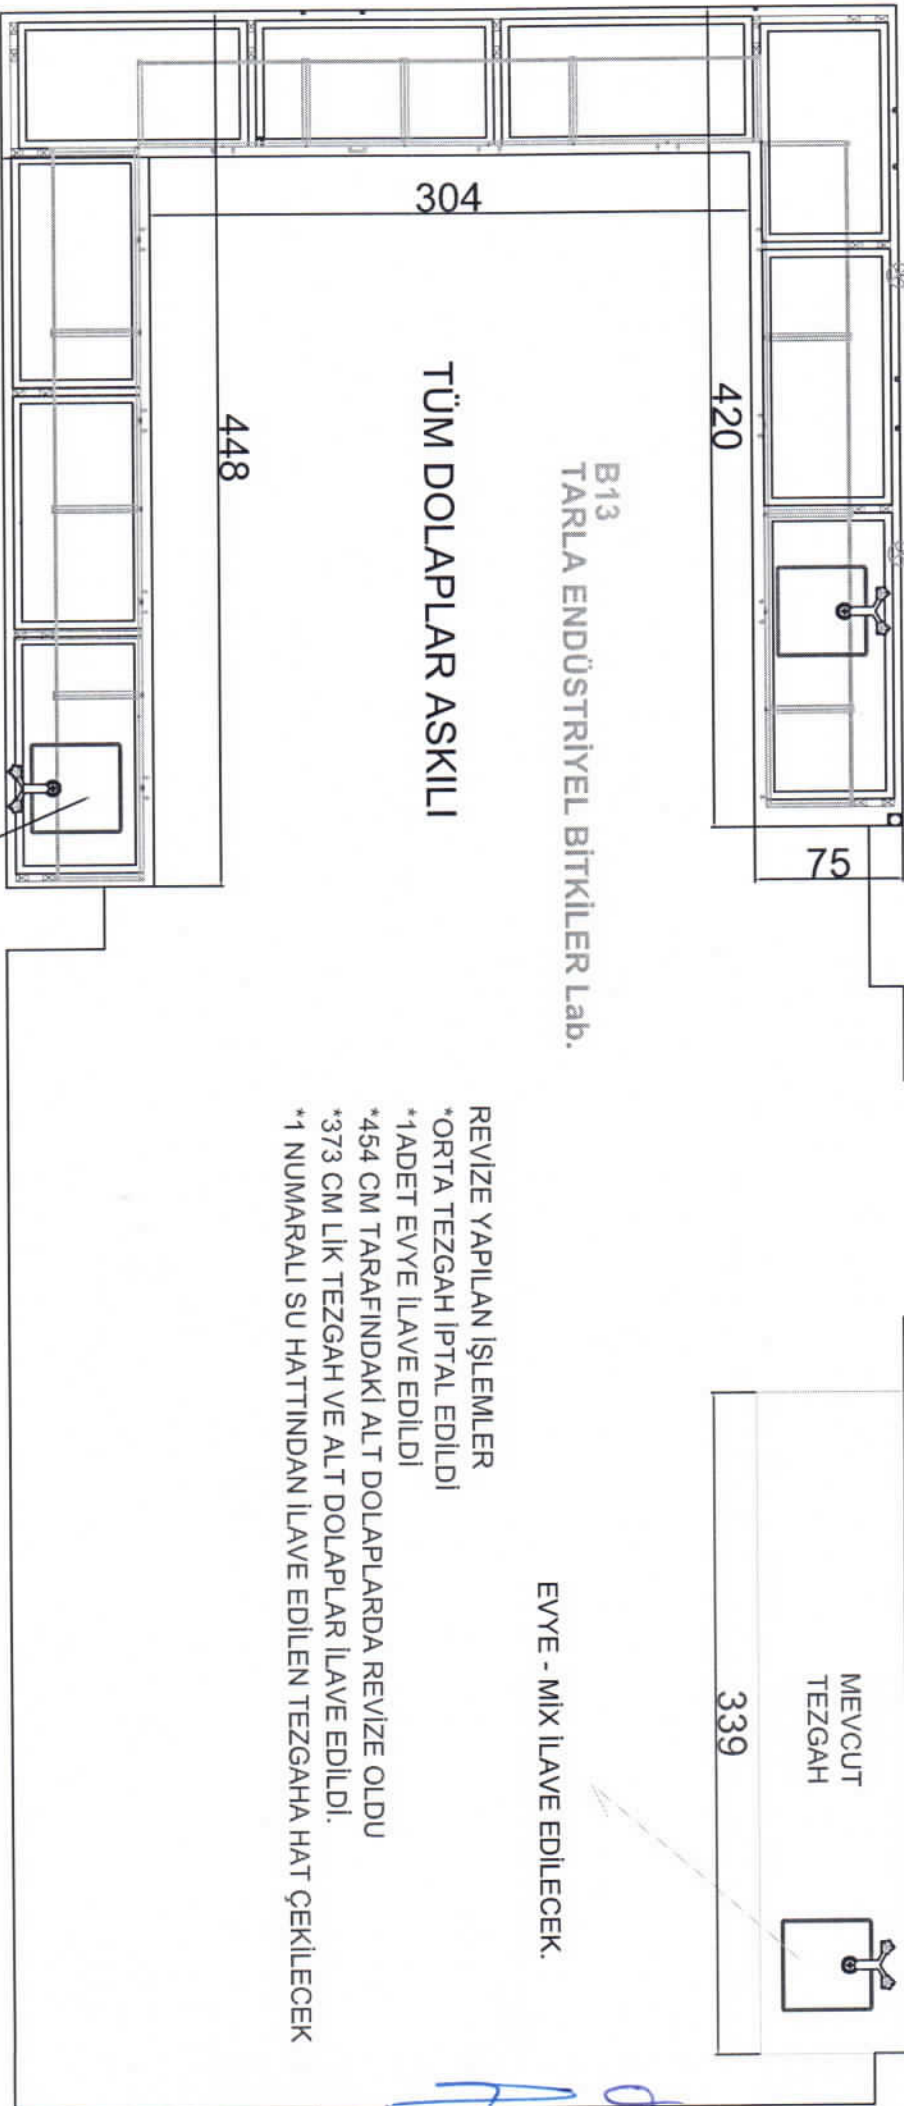 304
420
448
75
B13
TARLA ENDÜSTRİYEL BİTKİLER Lab.
TÜM DOLAPLAR ASKILI
REVİZE YAPILAN İŞLEMLER
*ORTA TEZGAH İPTAL EDİLDİ
*1ADET EVYE İLAVE EDİLDİ
*454 CM TARAFINDAKİ ALT DOLAPLARDA REVİZE OLDU
*373 CM LİK TEZGAH VE ALT DOLAPLAR İLAVE EDİLDİ.
*1 NUMARALI SU HATTINDAN İLAVE EDİLEN TEZGAHA HAT ÇEKİLECEK
EVYE - MİX İLAVE EDİLECEK.
339
MEVCUT
TEZGAH